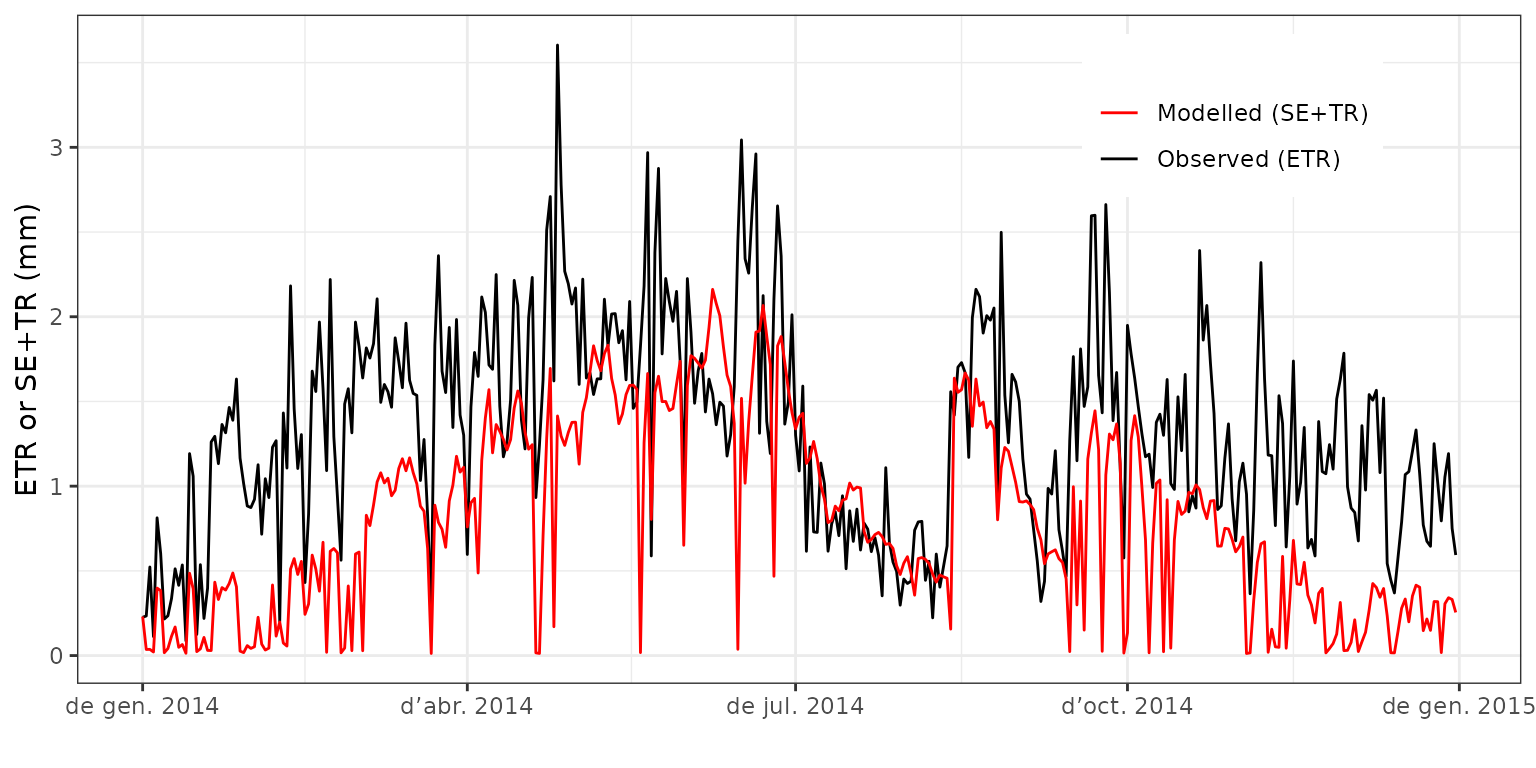 ETR or SE+TR (mm)
3
2
1
0
Modelled (SE+TR)
Observed (ETR)
de gen. 2014
d’abr. 2014
de jul. 2014
d’oct. 2014
de gen. 2015